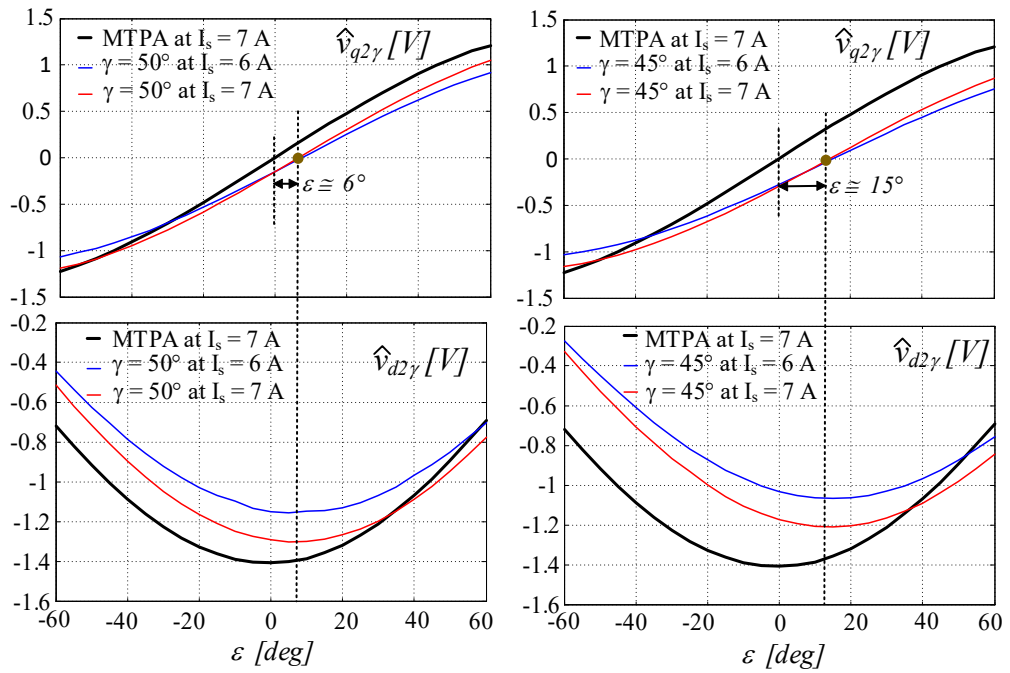 1.5
1
0.5
0
-0.5
-1
-1.5
MTPA at Is = 7 A
γ = 50° at Is = 6 A
γ = 50° at Is = 7 A
v̂q2γ [V]
ε ≅ 6°
1.5
1
0.5
0
-0.5
-1
-1.5
MTPA at Is = 7 A
γ = 45° at Is = 6 A
γ = 45° at Is = 7 A
v̂q2γ [V]
ε ≅ 15°
-0.2
-0.4
-0.6
-0.8
-1
-1.2
-1.4
-1.6
MTPA at Is = 7 A
γ = 50° at Is = 6 A
γ = 50° at Is = 7 A
v̂d2γ [V]
-60 -40 -20 0 20 40 60
ε [deg]
-0.2
-0.4
-0.6
-0.8
-1
-1.2
-1.4
-1.6
MTPA at Is = 7 A
γ = 45° at Is = 6 A
γ = 45° at Is = 7 A
v̂d2γ [V]
-60 -40 -20 0 20 40 60
ε [deg]